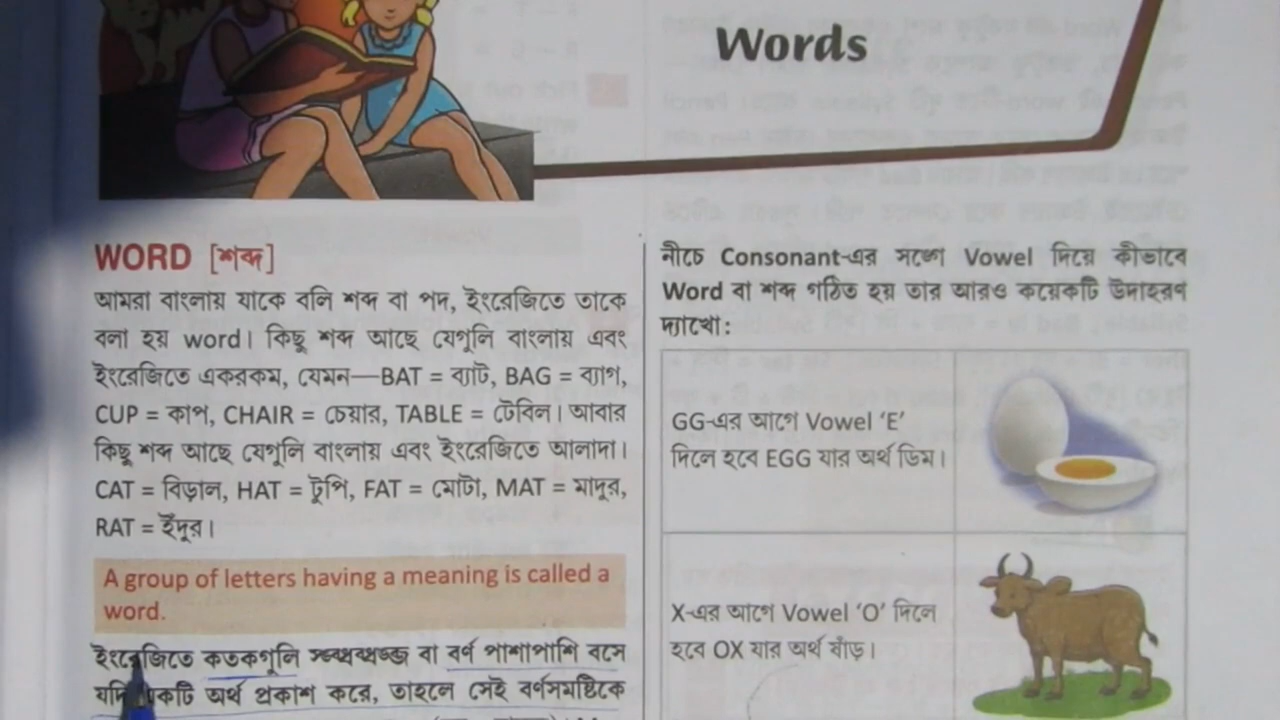 Words
WORD [শব্দ]
আমরা বাংলায় যাকে বলি শব্দ বা পদ, ইংরেজিতে তাকে
বলা হয় word। কিছু শব্দ আছে যেগুলি বাংলায় এবং
ইংরেজিতে একরকম, যেমন—BAT = ব্যাট, BAG = ব্যাগ,
CUP = কাপ, CHAIR = চেয়ার, TABLE = টেবিল। আবার
কিছু শব্দ আছে যেগুলি বাংলায় এবং ইংরেজিতে আলাদা।
CAT = বিড়াল, HAT = টুপি, FAT = মোটা, MAT = মাদুর,
RAT = ইঁদুর।
A group of letters having a meaning is called a
word.
ইংরেজিতে কতকগুলি বা বর্ণ পাশাপাশি বসে
যদি একটি অর্থ প্রকাশ করে, তাহলে সেই বর্ণসমষ্টিকে
নীচে Consonant-এর সঙ্গে Vowel দিয়ে কীভাবে
Word বা শব্দ গঠিত হয় তার আরও কয়েকটি উদাহরণ
দ্যাখো:
GG-এর আগে Vowel ‘E’
দিলে হবে EGG যার অর্থ ডিম।
X-এর আগে Vowel ‘O’ দিলে
হবে OX যার অর্থ ষাঁড়।